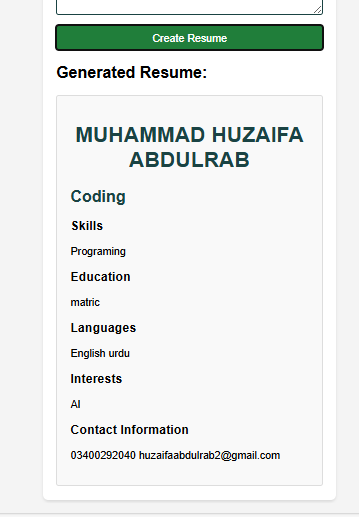 Create Resume
Generated Resume:
MUHAMMAD HUZAIFA
ABDULRAB
Coding
Skills
Programing
Education
matric
Languages
English urdu
Interests
AI
Contact Information
03400292040 huzaifaabdulrab2@gmail.com